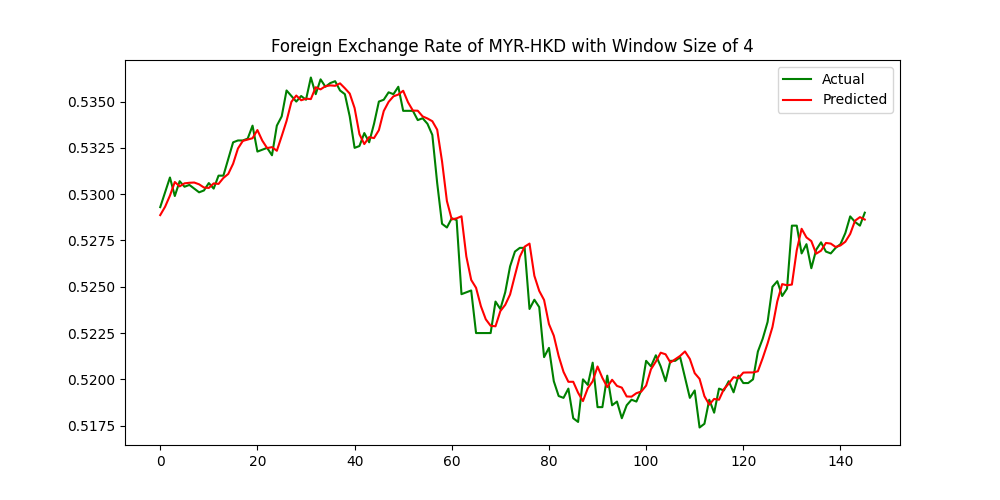 Foreign Exchange Rate of MYR-HKD with Window Size of 4
Actual
Predicted
0.5350
0.5325
0.5300
0.5275
0.5250
0.5225
0.5200
0.5175
0 20 40 60 80 100 120 140